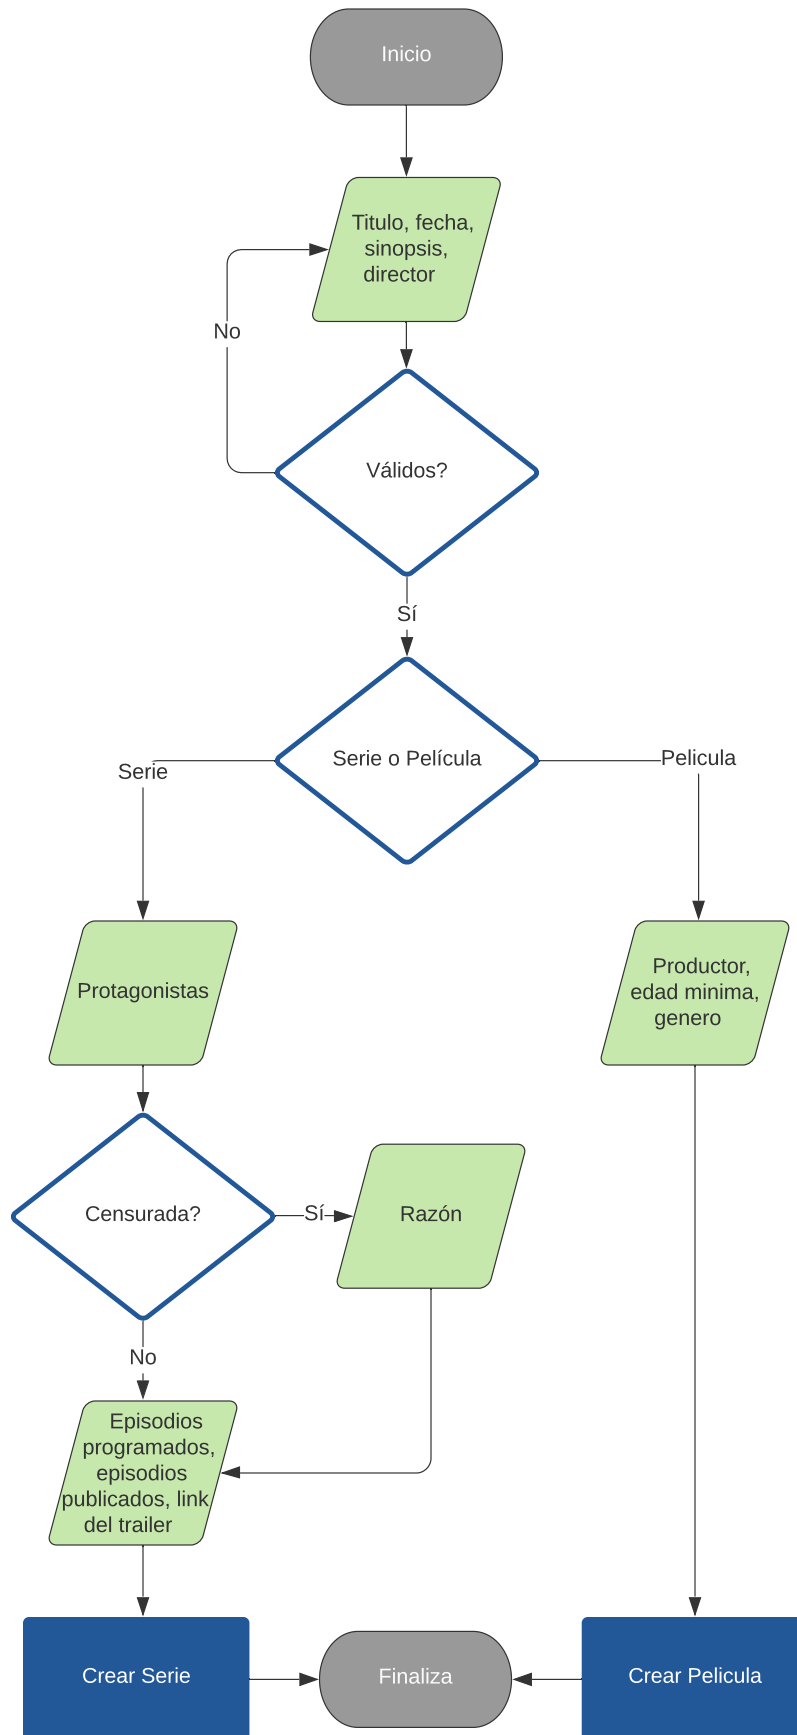 Inicio
Titulo, fecha,
sinopsis,
director
No
Válidos?
Sí
Serie o Película
Serie
Pelicula
Protagonistas
Productor,
edad minima,
genero
Censurada?
Sí
Razón
No
Episodios
programados,
episodios
publicados, link
del trailer
Crear Serie
Finaliza
Crear Pelicula